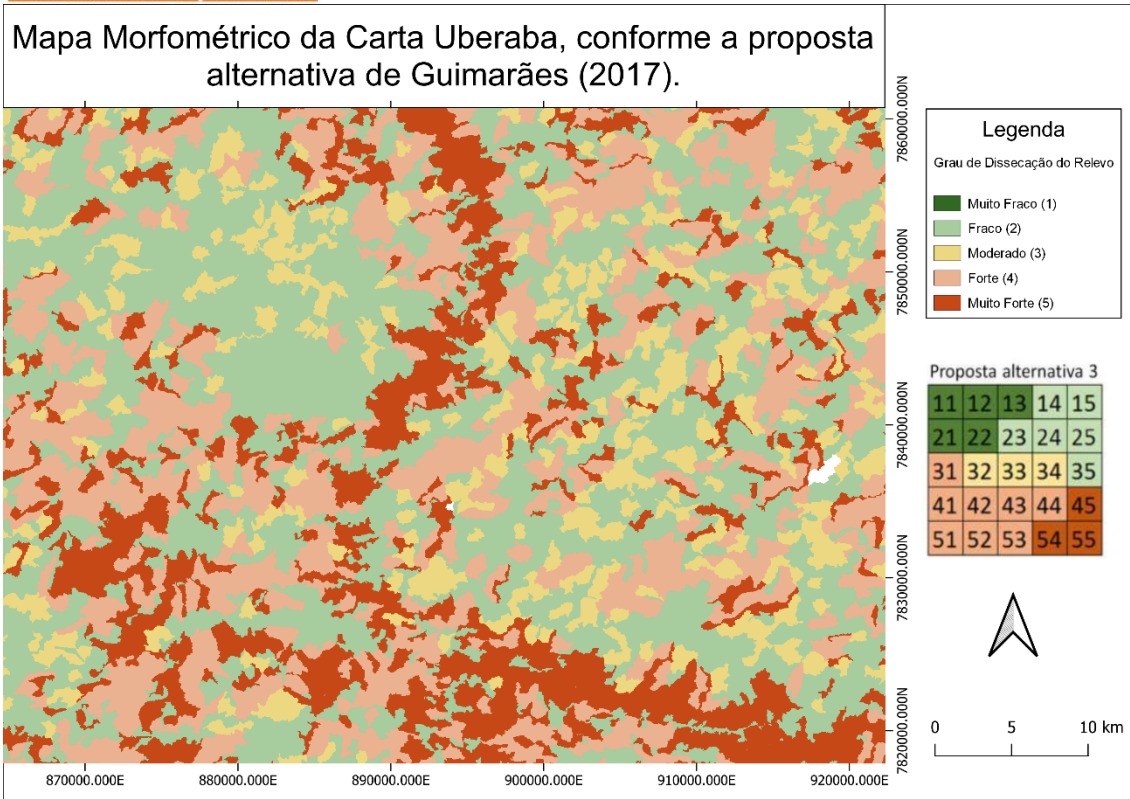 Mapa Morfométrico da Carta Uberaba, conforme a proposta
alternativa de Guimarães (2017).
Legenda
Grau de Dissecação do Relevo
Muito Fraco (1)
Fraco (2)
Moderado (3)
Forte (4)
Muito Forte (5)
Proposta alternativa 3
11 12 13 14 15
21 22 23 24 25
31 32 33 34 35
41 42 43 44 45
51 52 53 54 55
0 5 10 km
7860000.000N
7850000.000N
7840000.000N
7830000.000N
7820000.000N
870000.000E 880000.000E 890000.000E 900000.000E 910000.000E 920000.000E